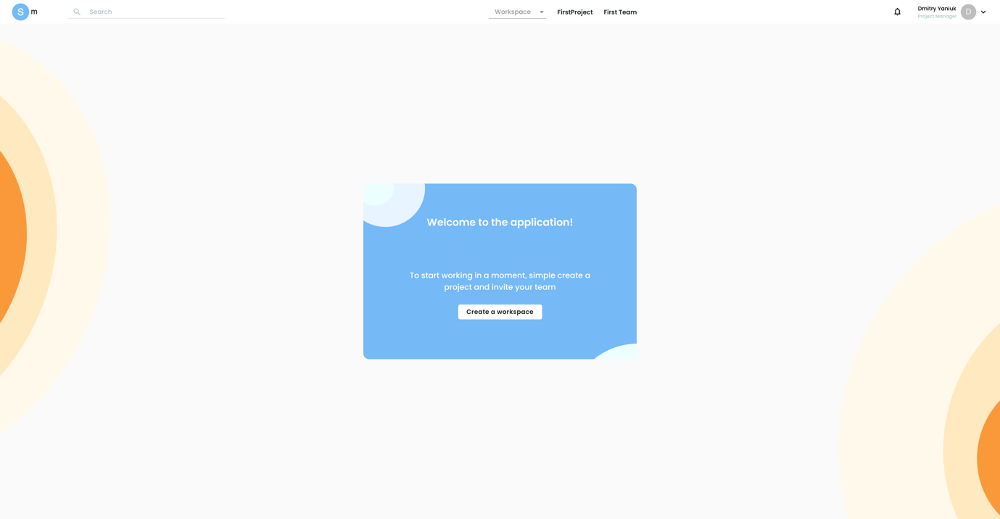 S m
Search
Workspace
FirstProject
First Team
Dmitry Yaniuk
Project Manager
D
Welcome to the application!
To start working in a moment, simple create a
project and invite your team
Create a workspace